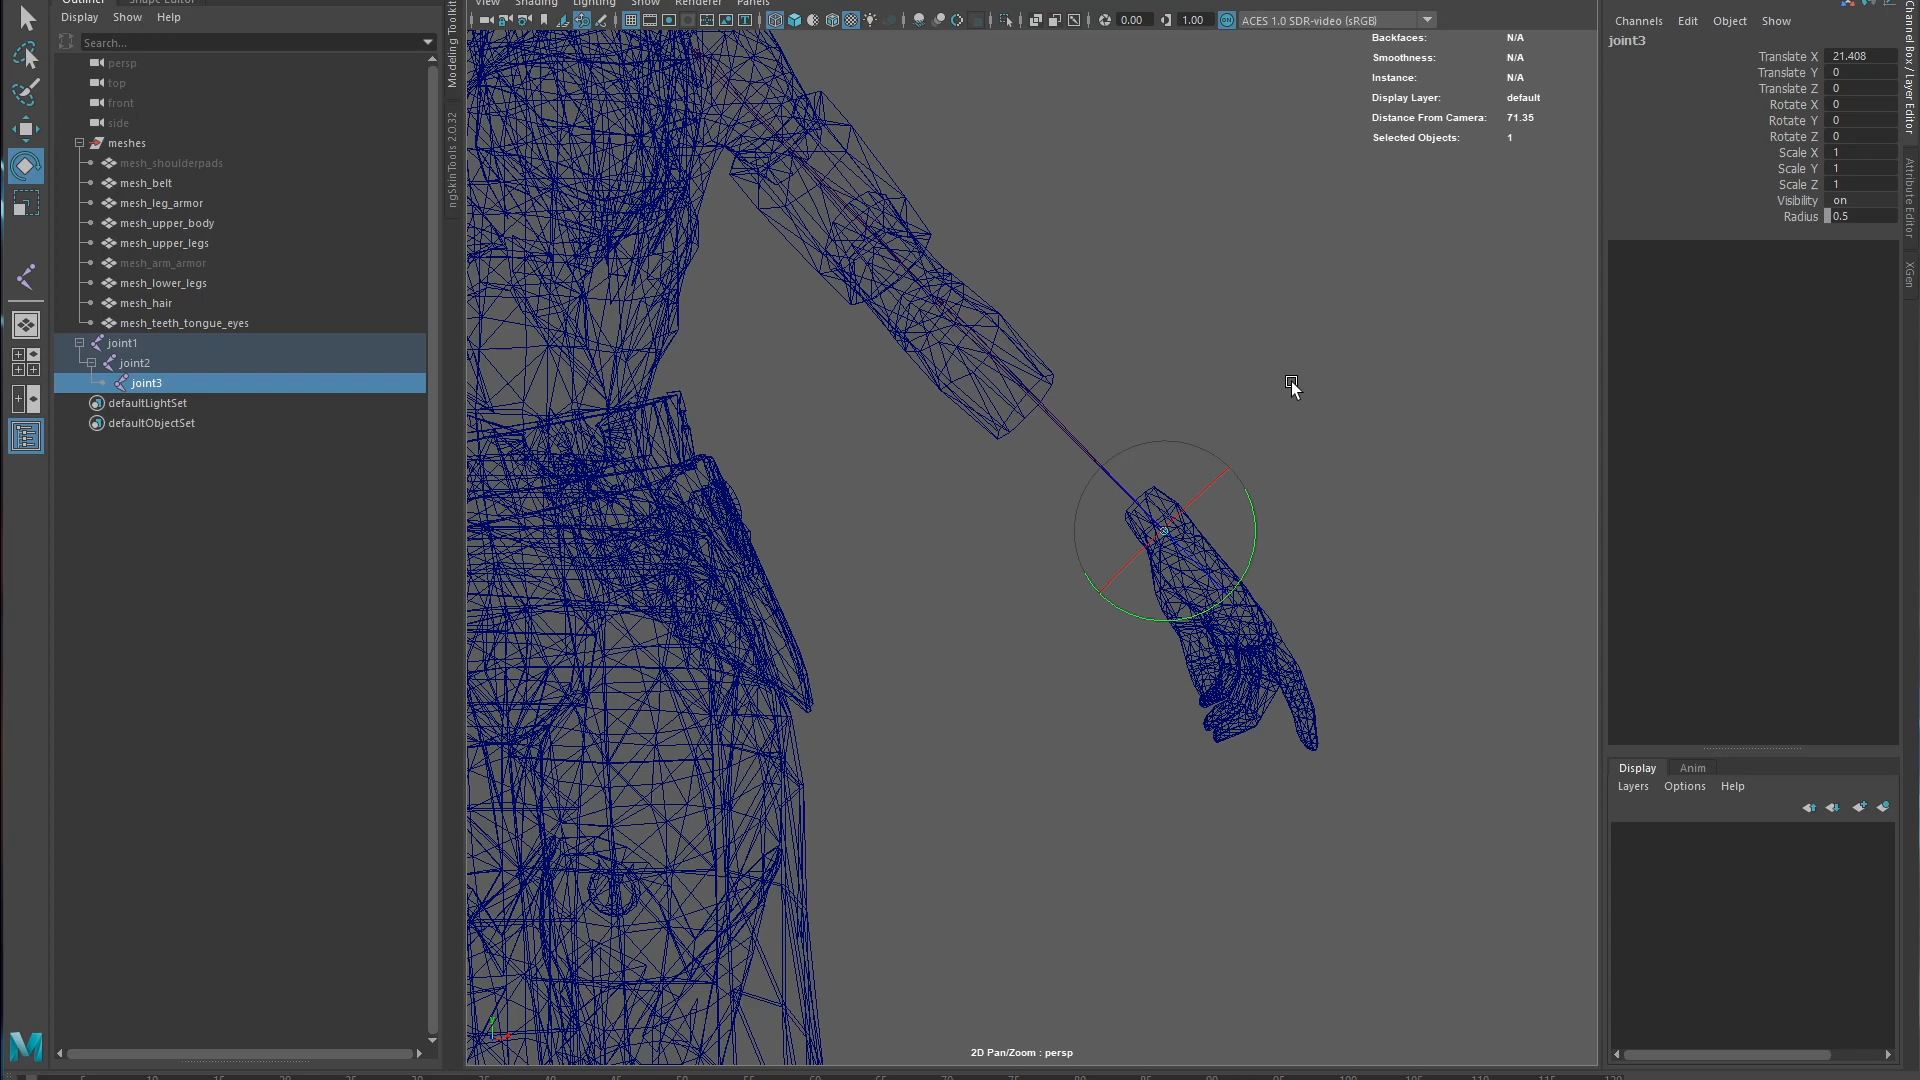 Outliner
Shape Editor
Display Show Help
Search...
persp
top
front
side
meshes
mesh_shoulderpads
mesh_belt
mesh_leg_armor
mesh_upper_body
mesh_upper_legs
mesh_arm_armor
mesh_lower_legs
mesh_hair
mesh_teeth_tongue_eyes
joint1
joint2
joint3
defaultLightSet
defaultObjectSet
Modeling Toolkit
ngSkinTools 2.0.32
View Shading Lighting Show Renderer Panels
0.00 1.00 ON ACES 1.0 SDR-video (sRGB)
Backfaces: N/A
Smoothness: N/A
Instance: N/A
Display Layer: default
Distance From Camera: 71.35
Selected Objects: 1
2D Pan/Zoom : persp
Channels Edit Object Show
joint3
Translate X 21.408
Translate Y 0
Translate Z 0
Rotate X 0
Rotate Y 0
Rotate Z 0
Scale X 1
Scale Y 1
Scale Z 1
Visibility on
Radius 0.5
Channel Box / Layer Editor
Attribute Editor
XGen
Display Anim
Layers Options Help
M